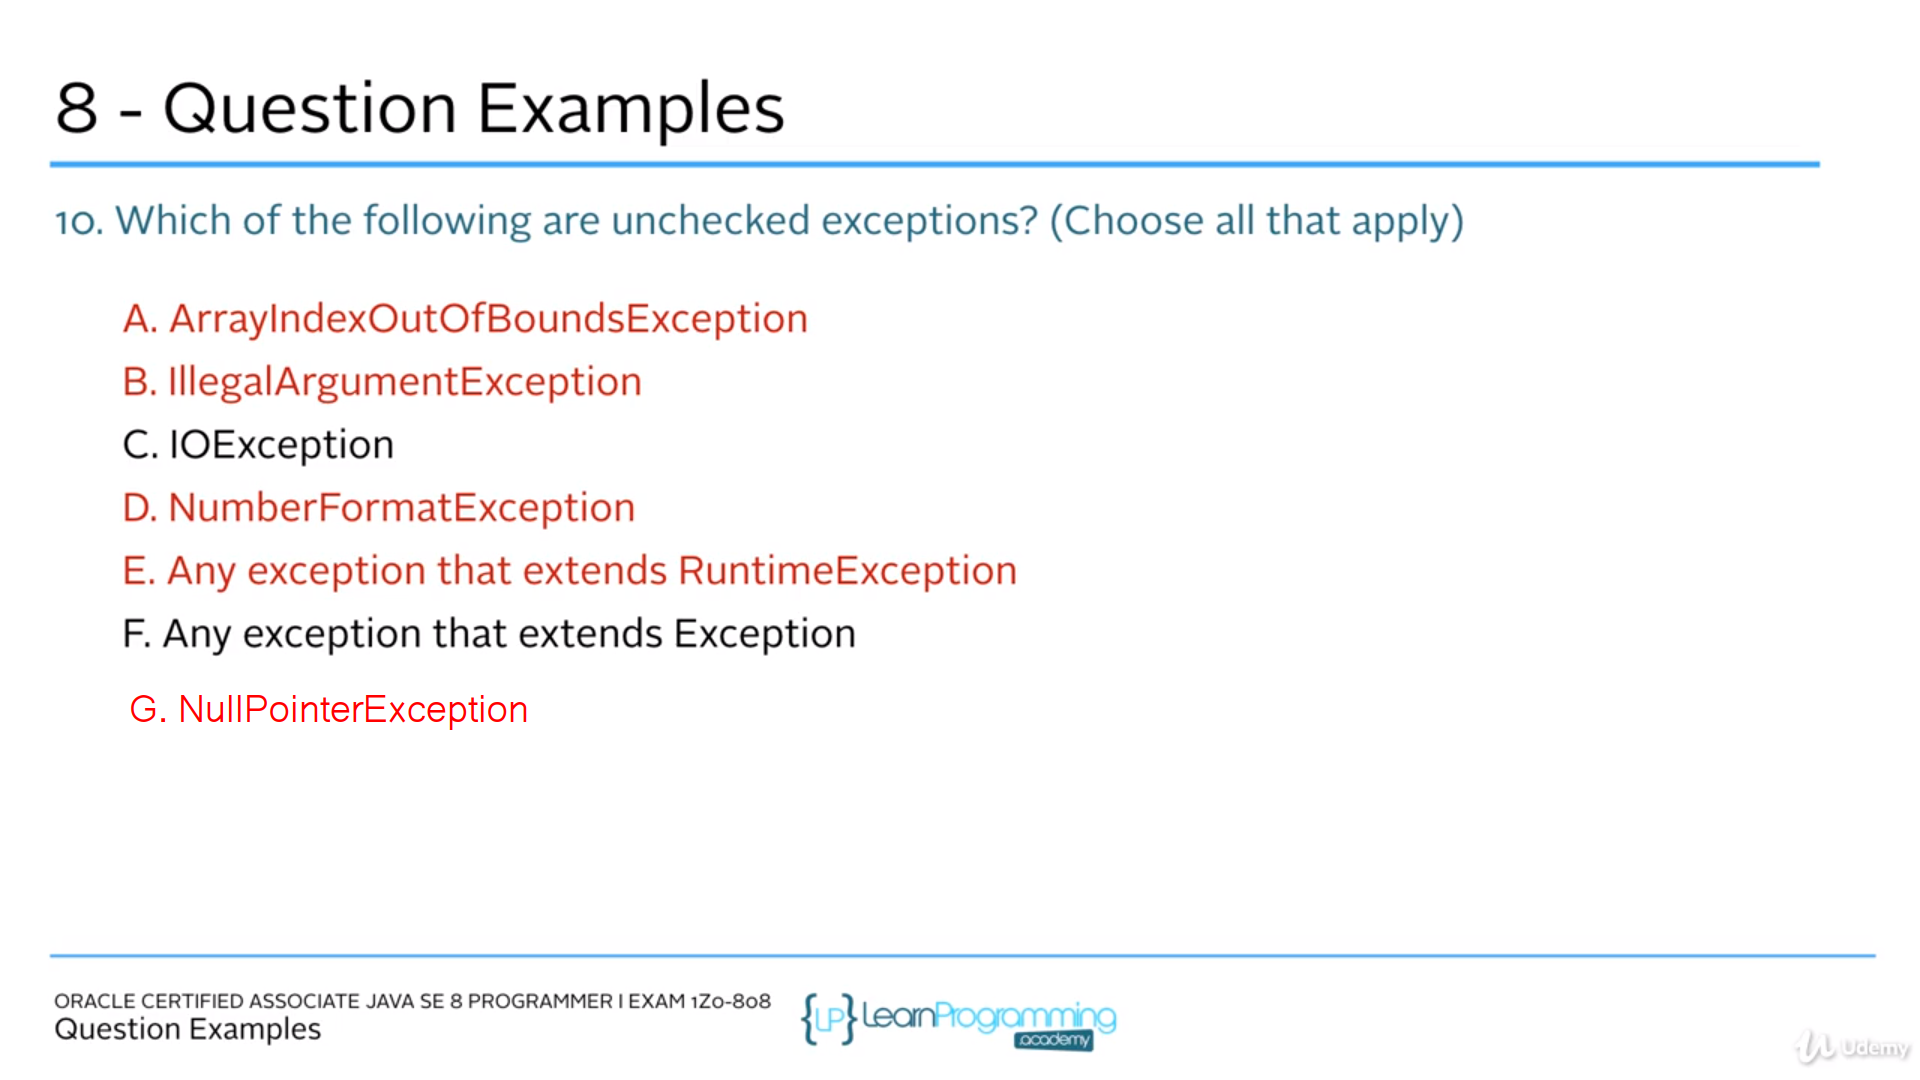 8 - Question Examples
10. Which of the following are unchecked exceptions? (Choose all that apply)
A. ArrayIndexOutOfBoundsException
B. IllegalArgumentException
C. IOException
D. NumberFormatException
E. Any exception that extends RuntimeException
F. Any exception that extends Exception
G. NullPointerException
ORACLE CERTIFIED ASSOCIATE JAVA SE 8 PROGRAMMER I EXAM 1Z0-808
Question Examples
{LP} LearnProgramming
.academy
Udemy